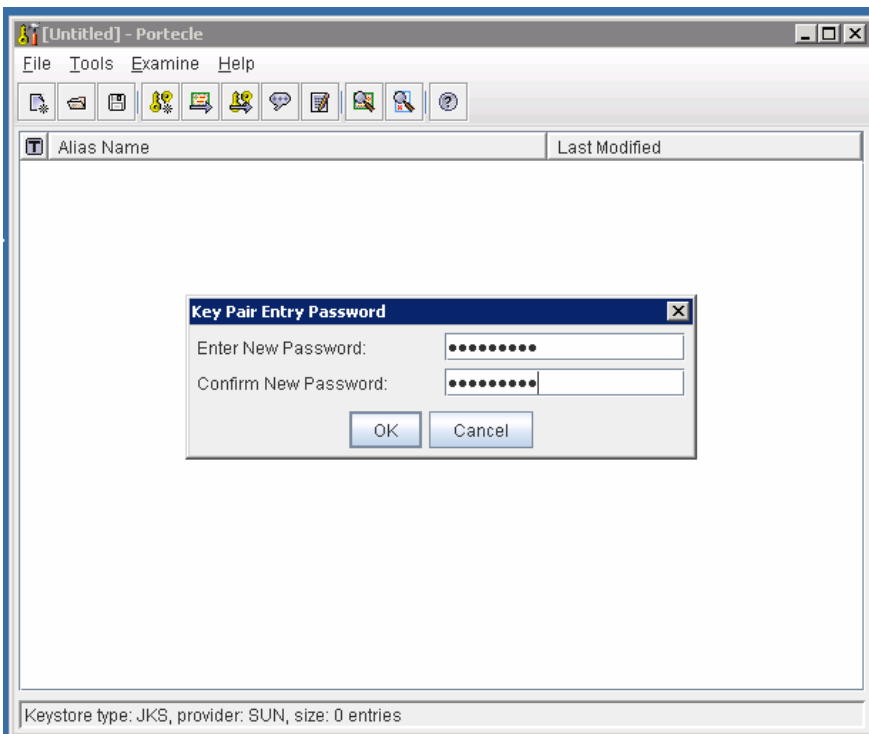 [Untitled] - Portecle
File Tools Examine Help
T Alias Name Last Modified
Key Pair Entry Password
Enter New Password: •••••••••
Confirm New Password: •••••••••
OK Cancel
Keystore type: JKS, provider: SUN, size: 0 entries